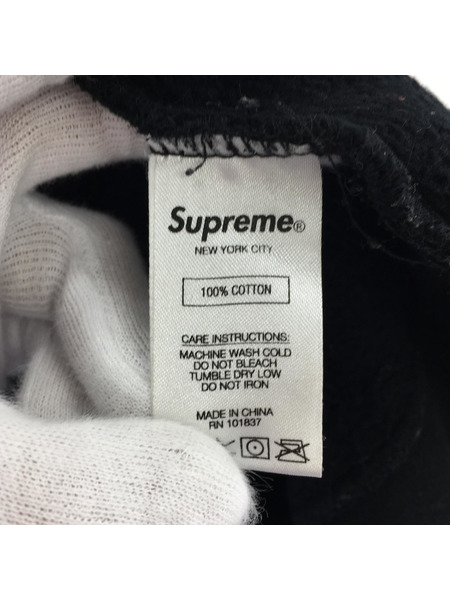 Supreme®
NEW YORK CITY
100% COTTON
CARE INSTRUCTIONS:
MACHINE WASH COLD
DO NOT BLEACH
TUMBLE DRY LOW
DO NOT IRON
MADE IN CHINA
RN 101837